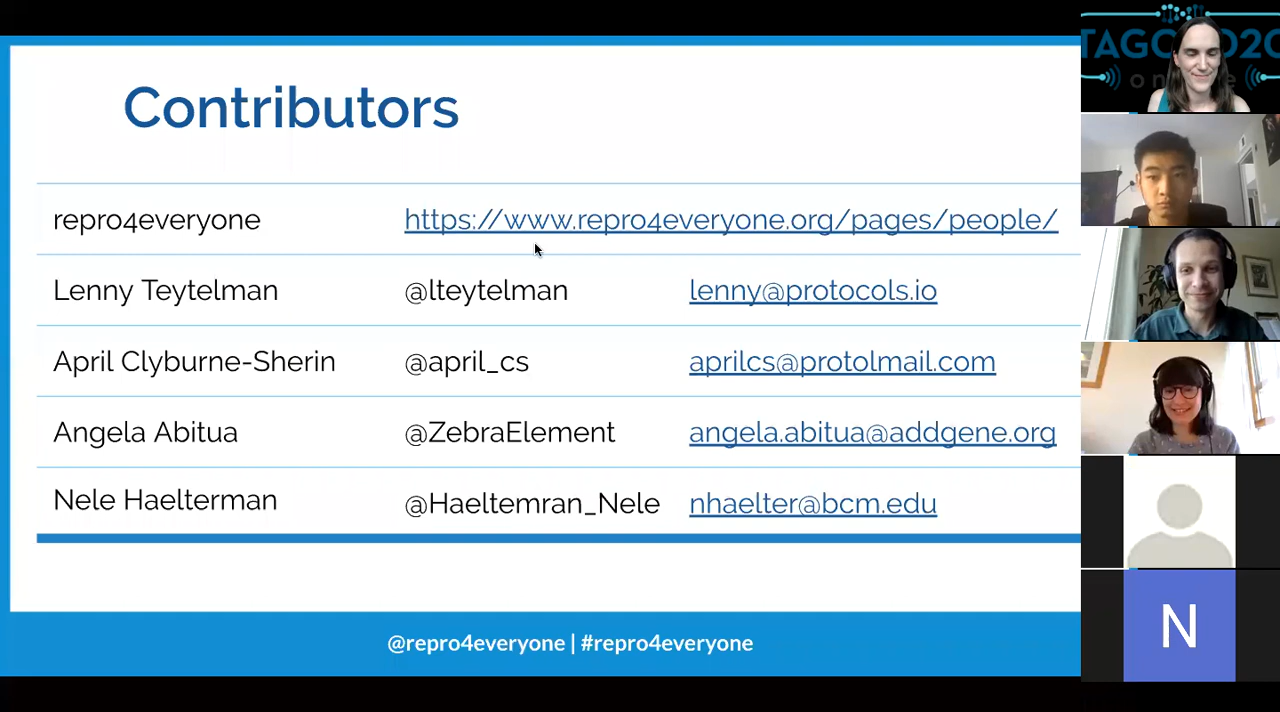 Contributors
repro4everyone https://www.repro4everyone.org/pages/people/
Lenny Teytelman @lteytelman lenny@protocols.io
April Clyburne-Sherin @april_cs aprilcs@protolmail.com
Angela Abitua @ZebraElement angela.abitua@addgene.org
Nele Haelterman @Haeltemran_Nele nhaelter@bcm.edu
@repro4everyone | #repro4everyone
N